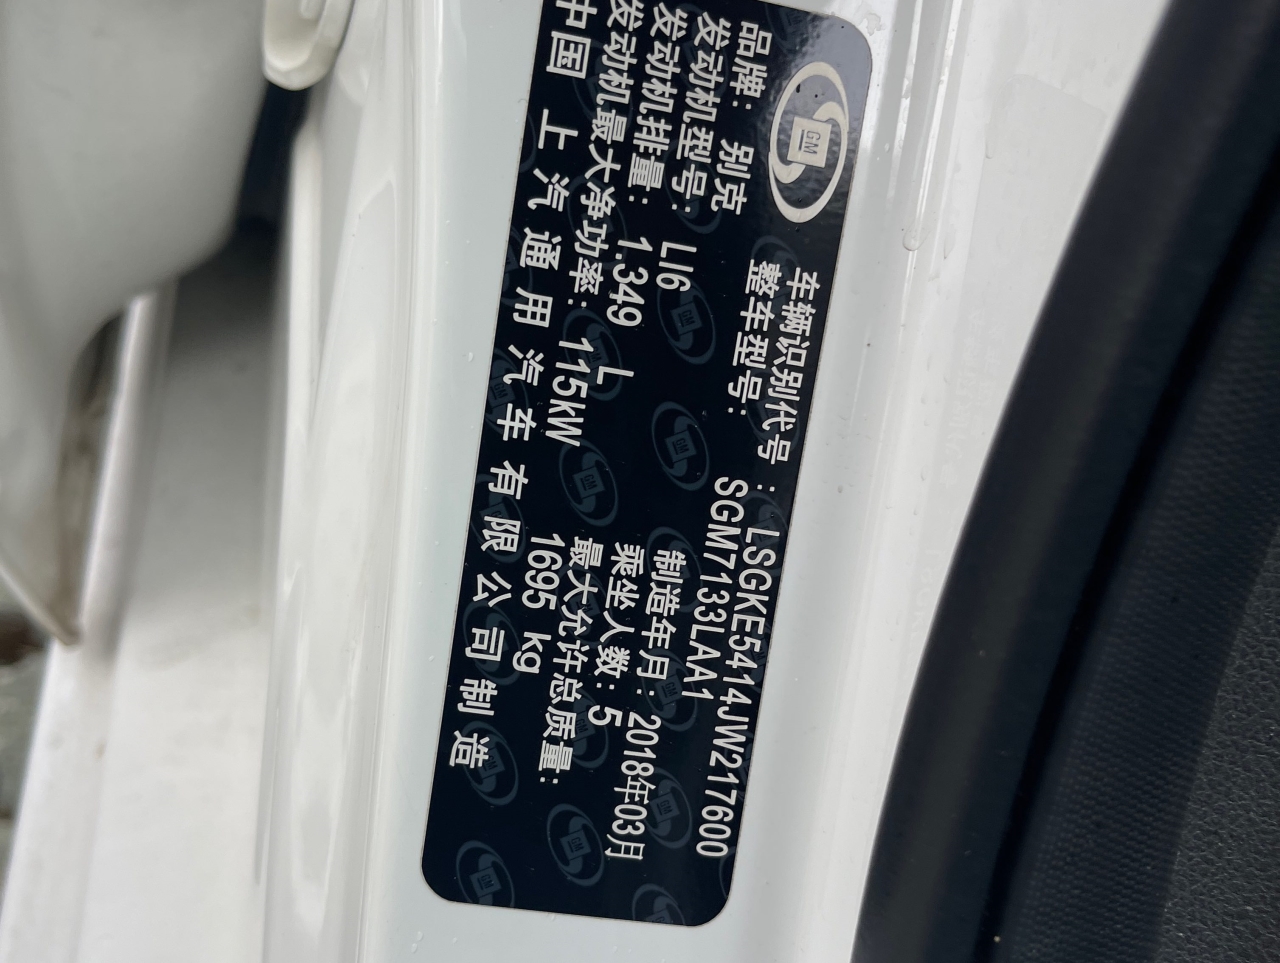 GM
车辆识别代号：LSGKE5414JW217600
品牌：别克
整车型号：SGM7133LAA1
发动机型号：LI6
制造年月：2018年03月
发动机排量：1.349 L
乘坐人数：5
发动机最大净功率：115kW
最大允许总质量：
1695 kg
中国上汽通用汽车有限公司制造